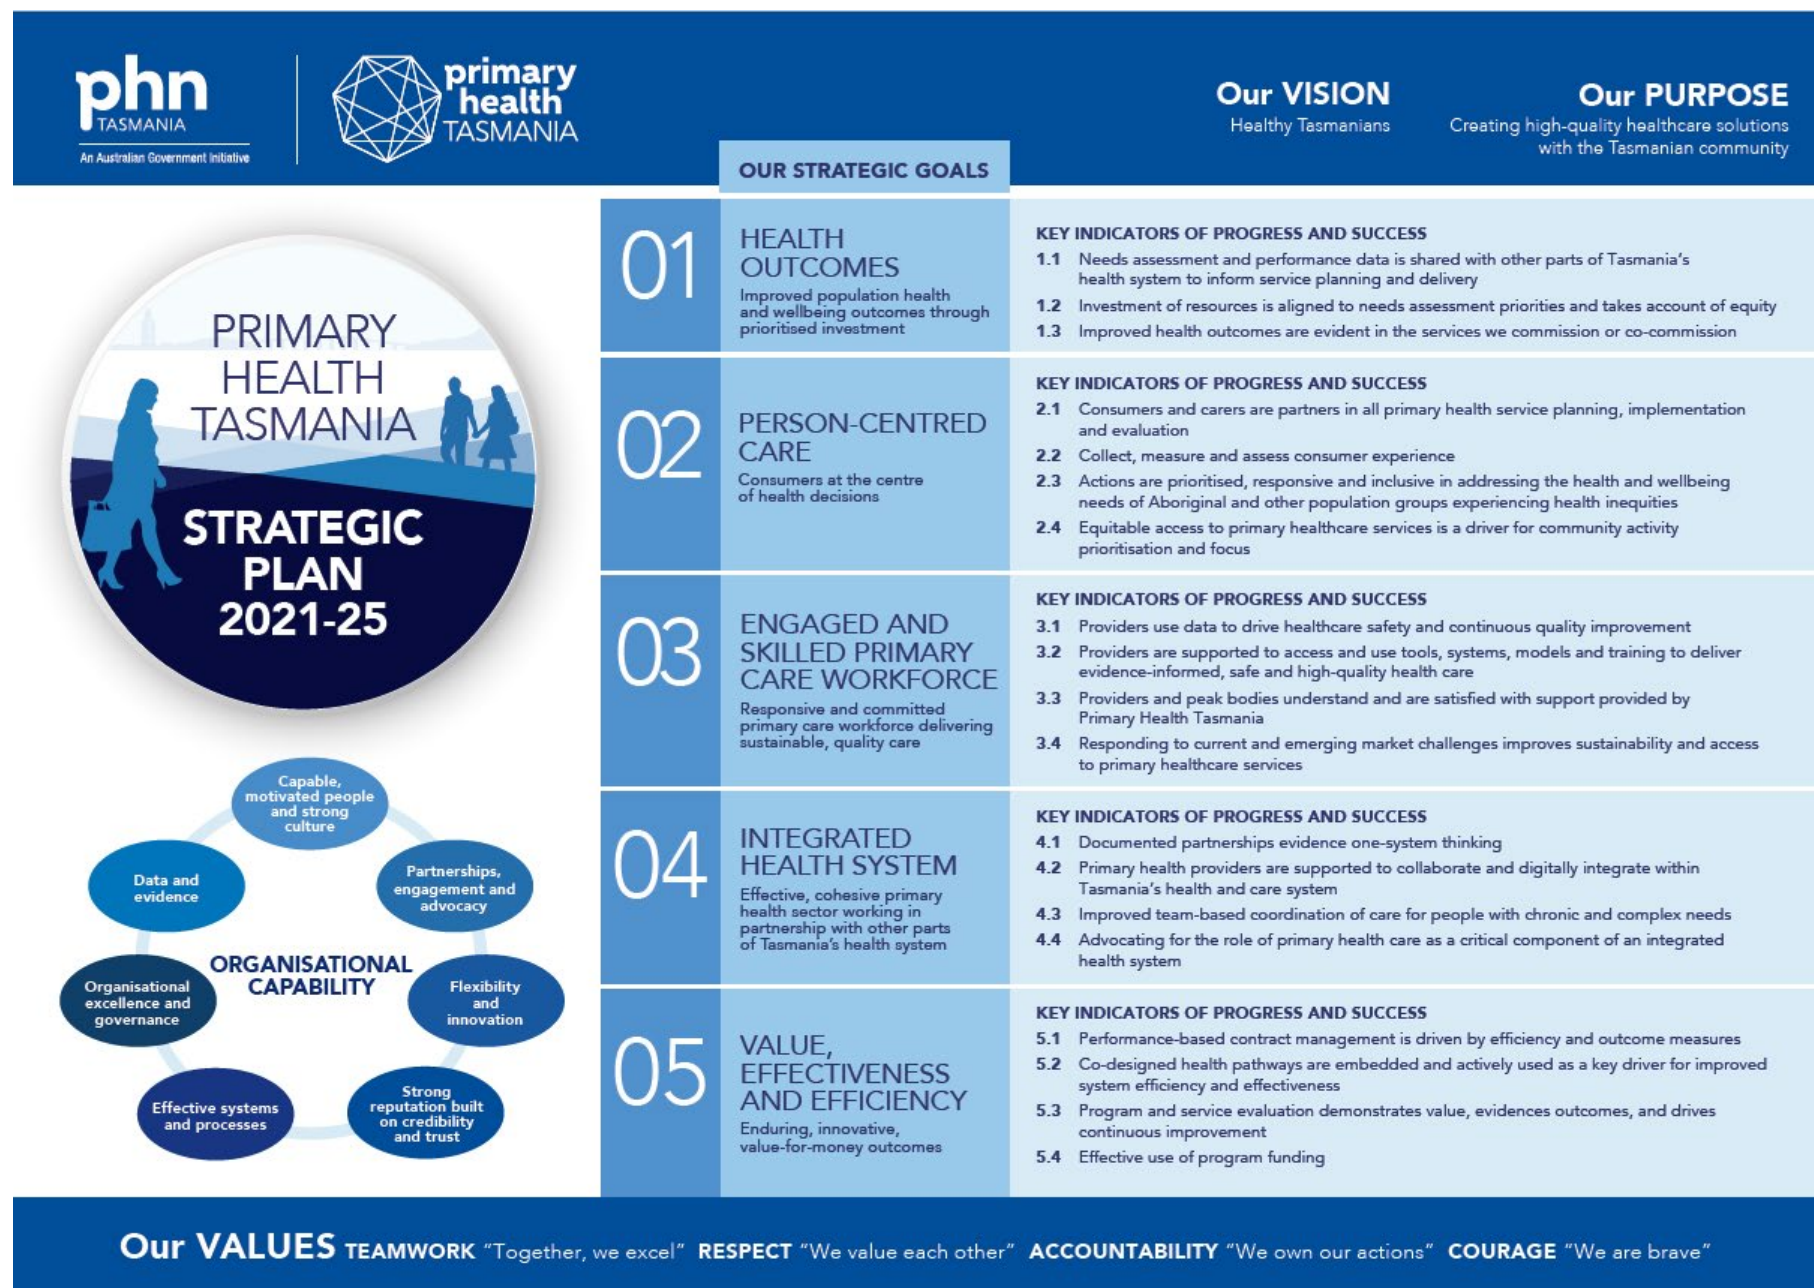 phn
TASMANIA
An Australian Government Initiative
primary
health
TASMANIA
Our VISION
Healthy Tasmanians
Our PURPOSE
Creating high-quality healthcare solutions
with the Tasmanian community
PRIMARY
HEALTH
TASMANIA
STRATEGIC
PLAN
2021-25
Capable,
motivated people
and strong
culture
Partnerships,
engagement and
advocacy
Flexibility
and
innovation
Strong
reputation built
on credibility
and trust
Effective systems
and processes
Organisational
excellence and
governance
Data and
evidence
ORGANISATIONAL
CAPABILITY
OUR STRATEGIC GOALS
01
HEALTH
OUTCOMES
Improved population health
and wellbeing outcomes through
prioritised investment
KEY INDICATORS OF PROGRESS AND SUCCESS
1.1 Needs assessment and performance data is shared with other parts of Tasmania's
health system to inform service planning and delivery
1.2 Investment of resources is aligned to needs assessment priorities and takes account of equity
1.3 Improved health outcomes are evident in the services we commission or co-commission
02
PERSON-CENTRED
CARE
Consumers at the centre
of health decisions
KEY INDICATORS OF PROGRESS AND SUCCESS
2.1 Consumers and carers are partners in all primary health service planning, implementation
and evaluation
2.2 Collect, measure and assess consumer experience
2.3 Actions are prioritised, responsive and inclusive in addressing the health and wellbeing
needs of Aboriginal and other population groups experiencing health inequities
2.4 Equitable access to primary healthcare services is a driver for community activity
prioritisation and focus
03
ENGAGED AND
SKILLED PRIMARY
CARE WORKFORCE
Responsive and committed
primary care workforce delivering
sustainable, quality care
KEY INDICATORS OF PROGRESS AND SUCCESS
3.1 Providers use data to drive healthcare safety and continuous quality improvement
3.2 Providers are supported to access and use tools, systems, models and training to deliver
evidence-informed, safe and high-quality health care
3.3 Providers and peak bodies understand and are satisfied with support provided by
Primary Health Tasmania
3.4 Responding to current and emerging market challenges improves sustainability and access
to primary healthcare services
04
INTEGRATED
HEALTH SYSTEM
Effective, cohesive primary
health sector working in
partnership with other parts
of Tasmania's health system
KEY INDICATORS OF PROGRESS AND SUCCESS
4.1 Documented partnerships evidence one-system thinking
4.2 Primary health providers are supported to collaborate and digitally integrate within
Tasmania's health and care system
4.3 Improved team-based coordination of care for people with chronic and complex needs
4.4 Advocating for the role of primary health care as a critical component of an integrated
health system
05
VALUE,
EFFECTIVENESS
AND EFFICIENCY
Enduring, innovative,
value-for-money outcomes
KEY INDICATORS OF PROGRESS AND SUCCESS
5.1 Performance-based contract management is driven by efficiency and outcome measures
5.2 Co-designed health pathways are embedded and actively used as a key driver for improved
system efficiency and effectiveness
5.3 Program and service evaluation demonstrates value, evidences outcomes, and drives
continuous improvement
5.4 Effective use of program funding
Our VALUES TEAMWORK "Together, we excel" RESPECT "We value each other" ACCOUNTABILITY "We own our actions" COURAGE "We are brave"